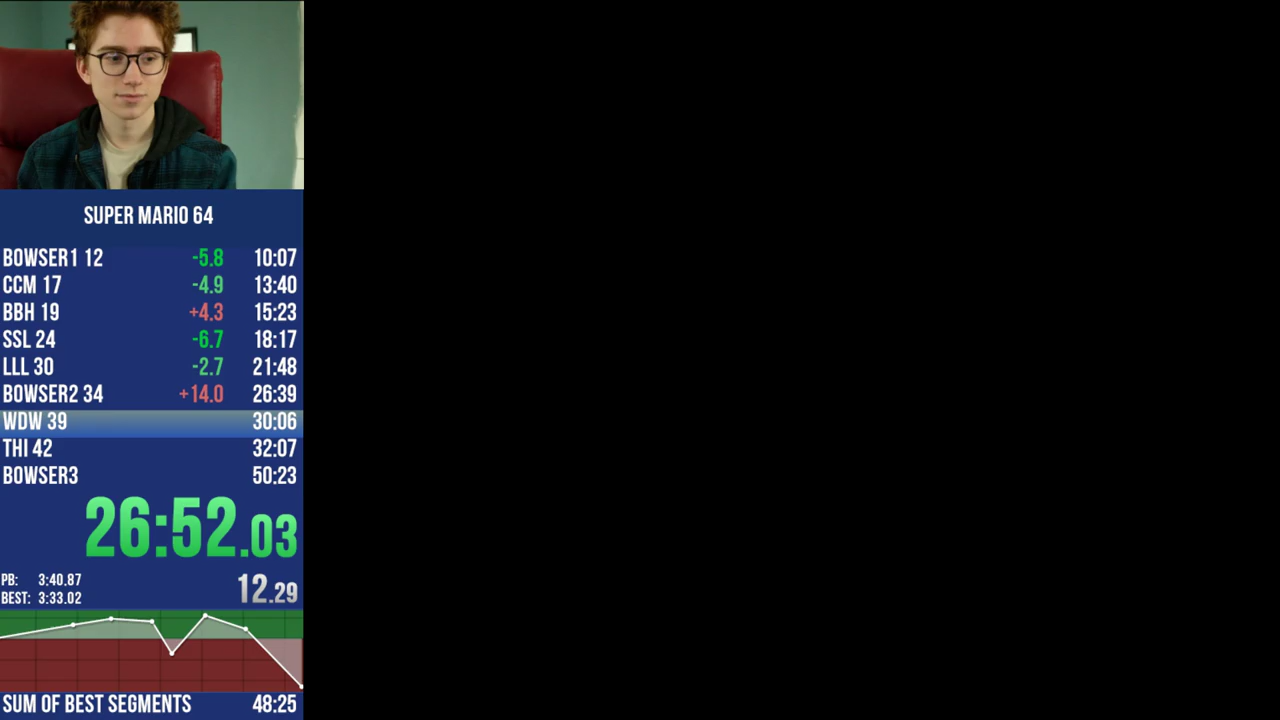 SUPER MARIO 64
BOWSER1 12 -5.8 10:07
CCM 17 -4.9 13:40
BBH 19 +4.3 15:23
SSL 24 -6.7 18:17
LLL 30 -2.7 21:48
BOWSER2 34 +14.0 26:39
WDW 39 30:06
THI 42 32:07
BOWSER3 50:23
26:52.03
PB: 3:40.87 12.29
BEST: 3:33.02
SUM OF BEST SEGMENTS 48:25